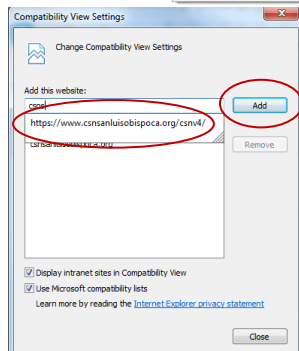 Compatibility View Settings
Change Compatibility View Settings
Add this website:
csns
Add
https://www.csnsanluisobispoca.org/csnv4/
csnsanluisobispoca.org
Remove
Display intranet sites in Compatibility View
Use Microsoft compatibility lists
Learn more by reading the Internet Explorer privacy statement
Close